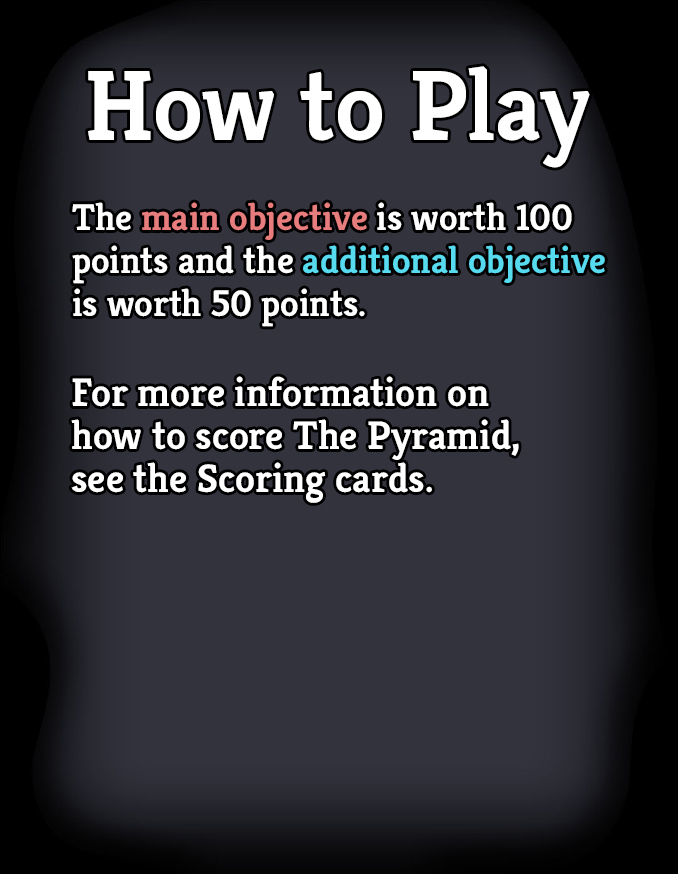 How to Play
The main objective is worth 100
points and the additional objective
is worth 50 points.
For more information on
how to score The Pyramid,
see the Scoring cards.